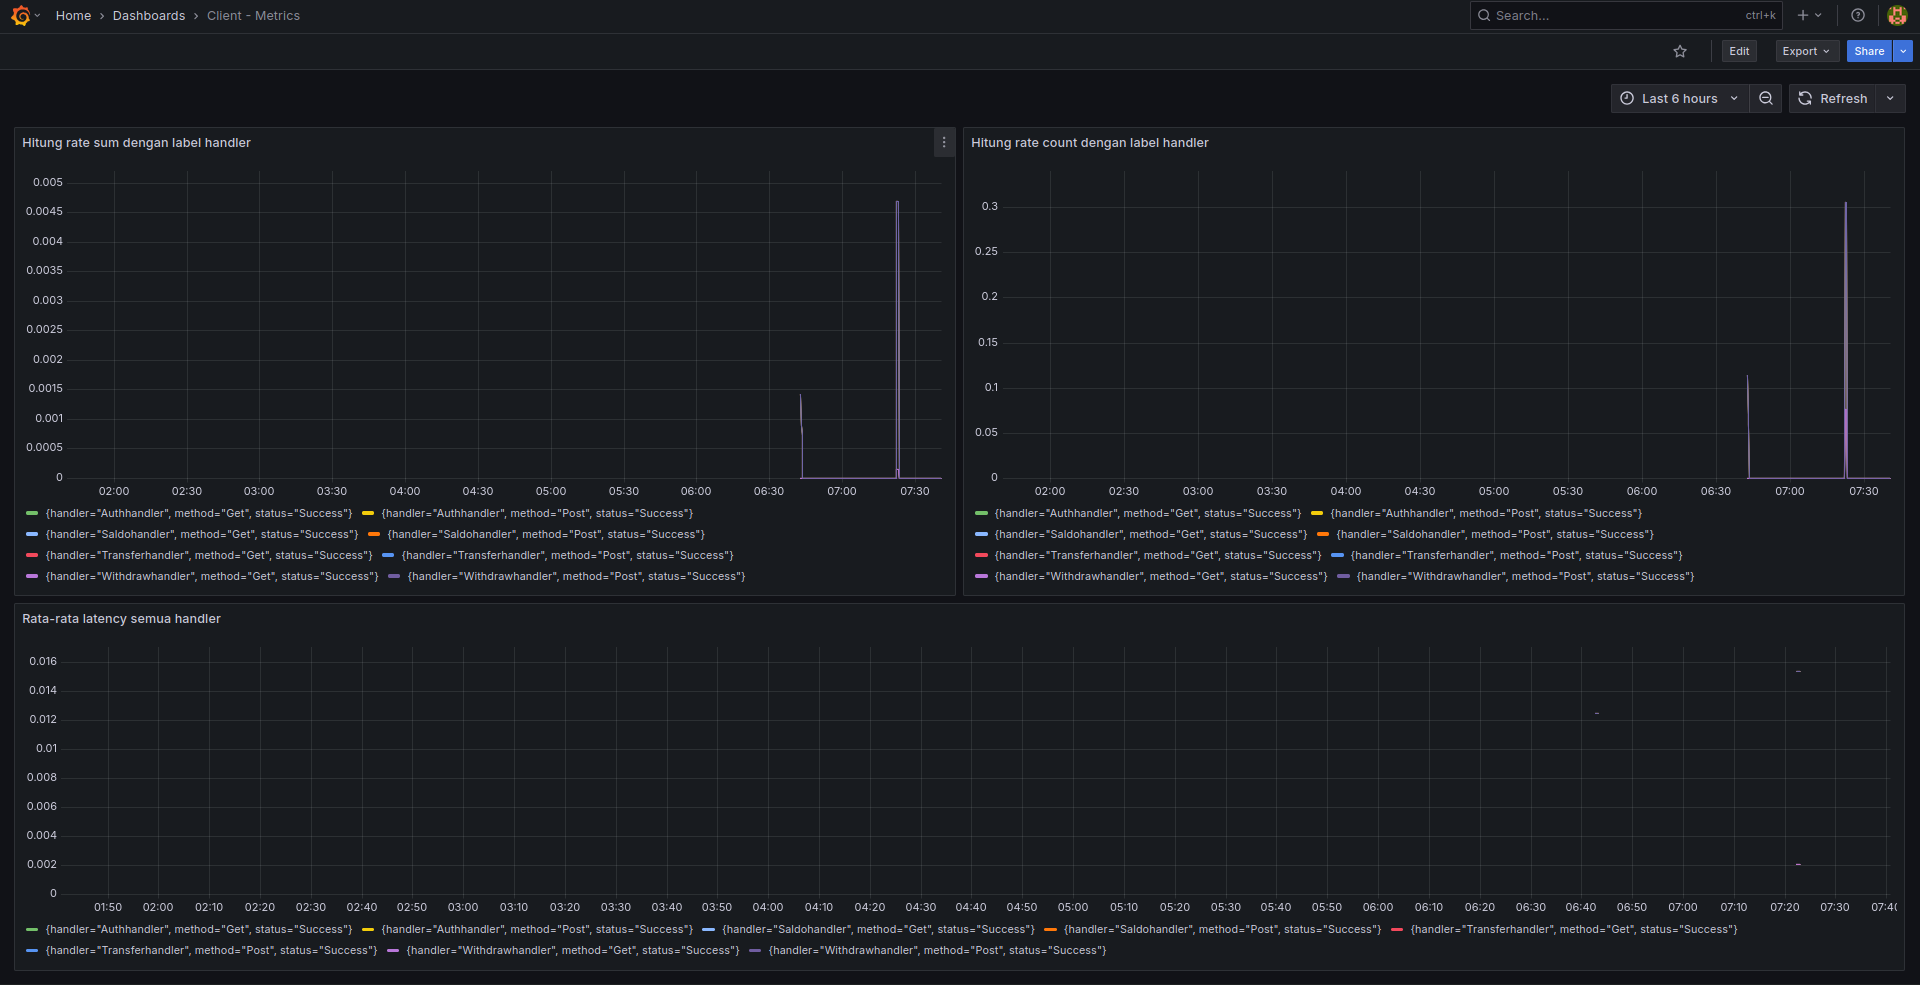 Home › Dashboards › Client - Metrics Search... ctrl+k
Edit Export Share
Last 6 hours Refresh
Hitung rate sum dengan label handler
0.005
0.0045
0.004
0.0035
0.003
0.0025
0.002
0.0015
0.001
0.0005
0
02:00 02:30 03:00 03:30 04:00 04:30 05:00 05:30 06:00 06:30 07:00 07:30
{handler="Authhandler", method="Get", status="Success"} {handler="Authhandler", method="Post", status="Success"}
{handler="Saldohandler", method="Get", status="Success"} {handler="Saldohandler", method="Post", status="Success"}
{handler="Transferhandler", method="Get", status="Success"} {handler="Transferhandler", method="Post", status="Success"}
{handler="Withdrawhandler", method="Get", status="Success"} {handler="Withdrawhandler", method="Post", status="Success"}
Hitung rate count dengan label handler
0.3
0.25
0.2
0.15
0.1
0.05
0
02:00 02:30 03:00 03:30 04:00 04:30 05:00 05:30 06:00 06:30 07:00 07:30
{handler="Authhandler", method="Get", status="Success"} {handler="Authhandler", method="Post", status="Success"}
{handler="Saldohandler", method="Get", status="Success"} {handler="Saldohandler", method="Post", status="Success"}
{handler="Transferhandler", method="Get", status="Success"} {handler="Transferhandler", method="Post", status="Success"}
{handler="Withdrawhandler", method="Get", status="Success"} {handler="Withdrawhandler", method="Post", status="Success"}
Rata-rata latency semua handler
0.016
0.014
0.012
0.01
0.008
0.006
0.004
0.002
0
01:50 02:00 02:10 02:20 02:30 02:40 02:50 03:00 03:10 03:20 03:30 03:40 03:50 04:00 04:10 04:20 04:30 04:40 04:50 05:00 05:10 05:20 05:30 05:40 05:50 06:00 06:10 06:20 06:30 06:40 06:50 07:00 07:10 07:20 07:30 07:40
{handler="Authhandler", method="Get", status="Success"} {handler="Authhandler", method="Post", status="Success"} {handler="Saldohandler", method="Get", status="Success"} {handler="Saldohandler", method="Post", status="Success"} {handler="Transferhandler", method="Get", status="Success"}
{handler="Transferhandler", method="Post", status="Success"} {handler="Withdrawhandler", method="Get", status="Success"} {handler="Withdrawhandler", method="Post", status="Success"}